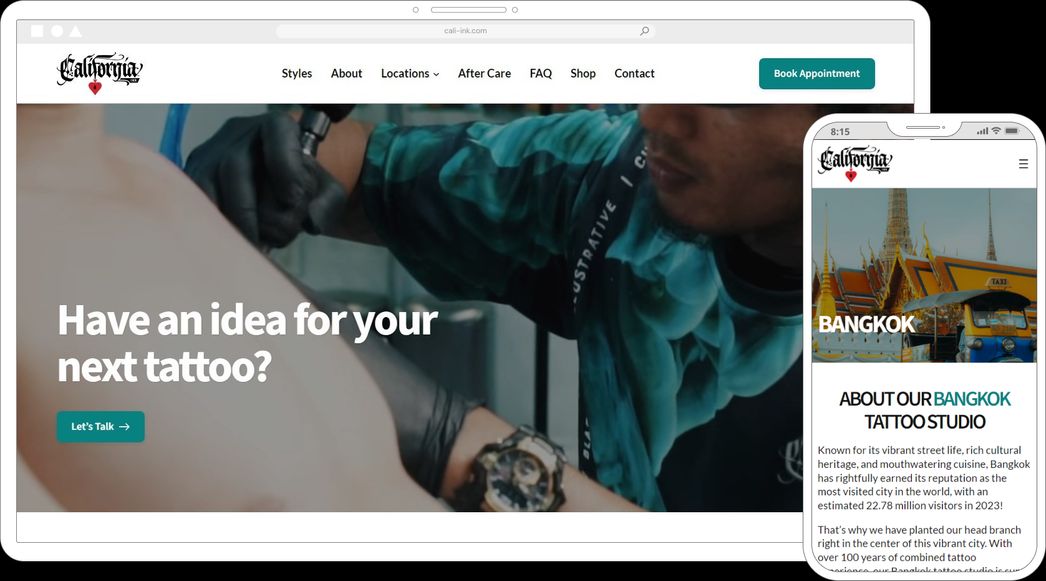 cali-ink.com
California
Styles About Locations After Care FAQ Shop Contact
Book Appointment
USTRATIVE | C
BLA
Have an idea for your
next tattoo?
Let's Talk →
8:15
California
TAXI
BANGKOK
ABOUT OUR BANGKOK
TATTOO STUDIO
Known for its vibrant street life, rich cultural
heritage, and mouthwatering cuisine, Bangkok
has rightfully earned its reputation as the
most visited city in the world, with an
estimated 22.78 million visitors in 2023!
That's why we have planted our head branch
right in the center of this vibrant city. With
over 100 years of combined tattoo
experience, our Bangkok tattoo studio is